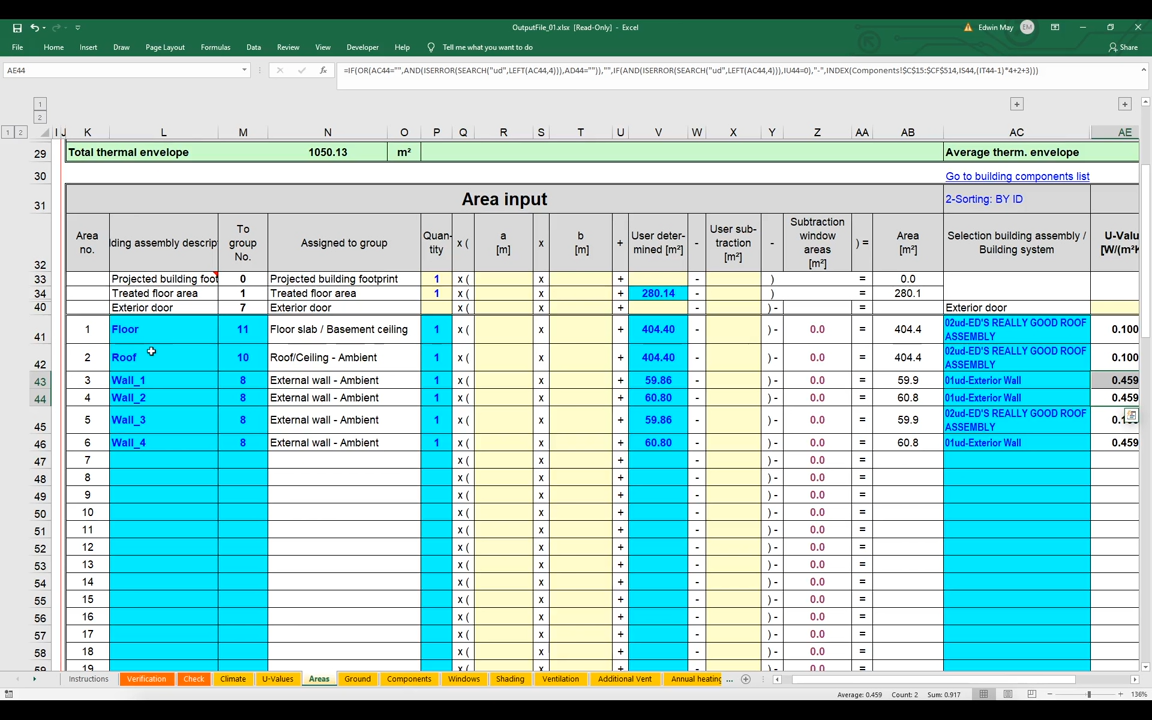 OutputFile_01.xlsx [Read-Only] - Excel
Edwin May EM
File Home Insert Draw Page Layout Formulas Data Review View Developer Help Tell me what you want to do Share
AE44 fx =IF(OR(AC44="",AND(ISERROR(SEARCH("ud",LEFT(AC44,4))),AD44="")),"",IF(AND(ISERROR(SEARCH("ud",LEFT(AC44,4))),IU44=0),"-",INDEX(Components!$C$15:$CF$514,IS44,(IT44-1)*4+2+3)))
1
2
1 2 I J K L M N O P Q R S T U V W X Y Z AA AB AC AE
29 Total thermal envelope 1050.13 m² Average therm. envelope
30 Go to building components list
31 Area input 2-Sorting: BY ID
32 Area no. ding assembly descript To group No. Assigned to group Quan-tity x ( a [m] x b [m] + User deter-mined [m²] - User sub-traction [m²] - Subtraction window areas [m²] ) = Area [m²] Selection building assembly / Building system U-Value [W/(m²K
33 Projected building foot 0 Projected building footprint 1 x ( x + - ) = 0.0
34 Treated floor area 1 Treated floor area 1 x ( x + 280.14 - ) = 280.1
40 Exterior door 7 Exterior door x ( x + - ) - = Exterior door
41 1 Floor 11 Floor slab / Basement ceiling 1 x ( x + 404.40 - ) - 0.0 = 404.4 02ud-ED'S REALLY GOOD ROOF ASSEMBLY 0.100
42 2 Roof 10 Roof/Ceiling - Ambient 1 x ( x + 404.40 - ) - 0.0 = 404.4 02ud-ED'S REALLY GOOD ROOF ASSEMBLY 0.100
43 3 Wall_1 8 External wall - Ambient 1 x ( x + 59.86 - ) - 0.0 = 59.9 01ud-Exterior Wall 0.459
44 4 Wall_2 8 External wall - Ambient 1 x ( x + 60.80 - ) - 0.0 = 60.8 01ud-Exterior Wall 0.459
45 5 Wall_3 8 External wall - Ambient 1 x ( x + 59.86 - ) - 0.0 = 59.9 02ud-ED'S REALLY GOOD ROOF ASSEMBLY
46 6 Wall_4 8 External wall - Ambient 1 x ( x + 60.80 - ) - 0.0 = 60.8 01ud-Exterior Wall 0.459
47 7 x ( x + - ) - 0.0 =
48 8 x ( x + - ) - 0.0 =
49 9 x ( x + - ) - 0.0 =
50 10 x ( x + - ) - 0.0 =
51 11 x ( x + - ) - 0.0 =
52 12 x ( x + - ) - 0.0 =
53 13 x ( x + - ) - 0.0 =
54 14 x ( x + - ) - 0.0 =
55 15 x ( x + - ) - 0.0 =
56 16 x ( x + - ) - 0.0 =
57 17 x ( x + - ) - 0.0 =
58 18 x ( x + - ) - 0.0 =
59 19 x ( x + - ) - 0.0 =
Instructions Verification Check Climate U-Values Areas Ground Components Windows Shading Ventilation Additional Vent Annual heating ...
Average: 0.459 Count: 2 Sum: 0.917 136%